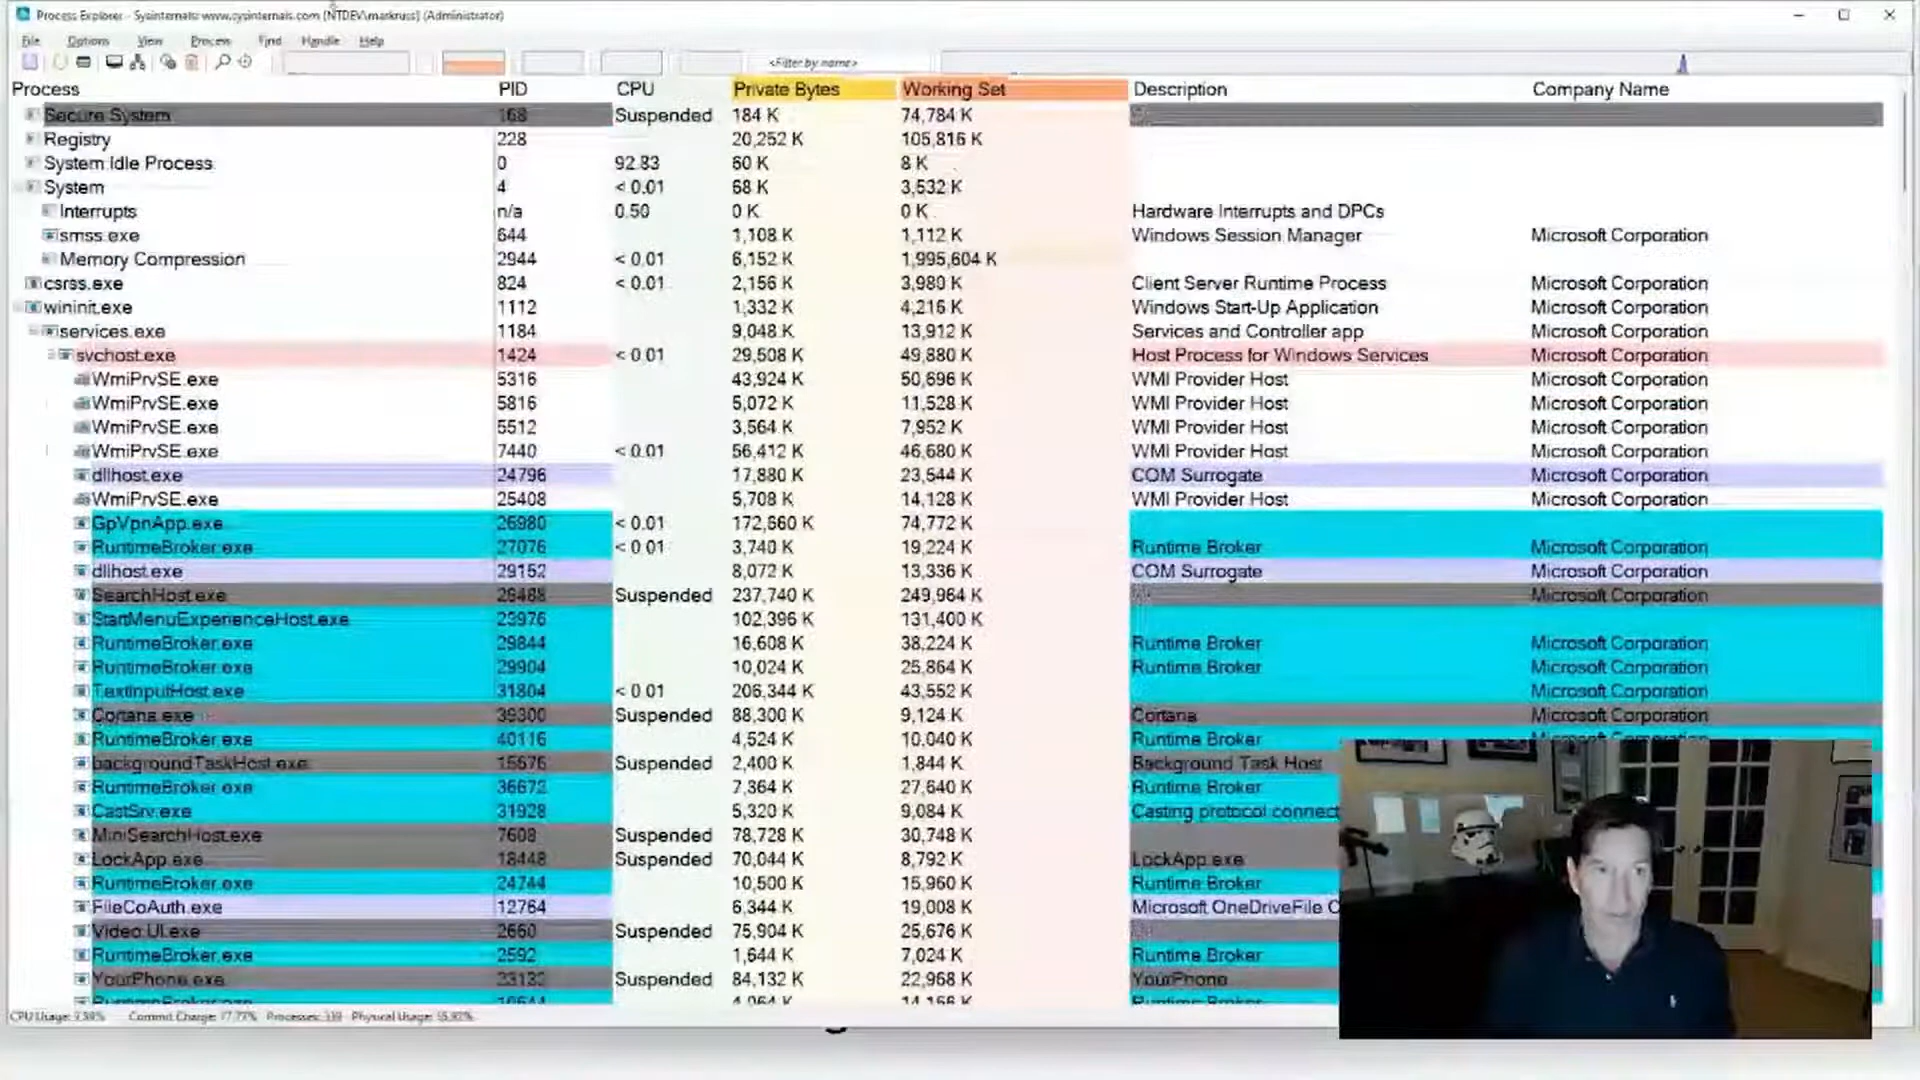 Process Explorer - Sysinternals: www.sysinternals.com [NTDEV\markruss] (Administrator)
File Options View Process Find Handle Help
<Filter by name>
Process PID CPU Private Bytes Working Set Description Company Name
Secure System 168 Suspended 184 K 74,784 K
Registry 228 20,252 K 105,816 K
System Idle Process 0 92.83 60 K 8 K
System 4 < 0.01 68 K 3,532 K
Interrupts n/a 0.50 0 K 0 K Hardware Interrupts and DPCs
smss.exe 644 1,108 K 1,112 K Windows Session Manager Microsoft Corporation
Memory Compression 2944 < 0.01 6,152 K 1,995,604 K
csrss.exe 824 < 0.01 2,156 K 3,980 K Client Server Runtime Process Microsoft Corporation
wininit.exe 1112 1,332 K 4,216 K Windows Start-Up Application Microsoft Corporation
services.exe 1184 9,048 K 13,912 K Services and Controller app Microsoft Corporation
svchost.exe 1424 < 0.01 29,508 K 49,880 K Host Process for Windows Services Microsoft Corporation
WmiPrvSE.exe 5316 43,924 K 50,696 K WMI Provider Host Microsoft Corporation
WmiPrvSE.exe 5816 5,072 K 11,528 K WMI Provider Host Microsoft Corporation
WmiPrvSE.exe 5512 3,564 K 7,952 K WMI Provider Host Microsoft Corporation
WmiPrvSE.exe 7440 < 0.01 56,412 K 46,680 K WMI Provider Host Microsoft Corporation
dllhost.exe 24796 17,880 K 23,544 K COM Surrogate Microsoft Corporation
WmiPrvSE.exe 25408 5,708 K 14,128 K WMI Provider Host Microsoft Corporation
GpVpnApp.exe 26980 < 0.01 172,660 K 74,772 K
RuntimeBroker.exe 27076 < 0.01 3,740 K 19,224 K Runtime Broker Microsoft Corporation
dllhost.exe 29152 8,072 K 13,336 K COM Surrogate Microsoft Corporation
SearchHost.exe Suspended 237,740 K 249,964 K Microsoft Corporation
StartMenuExperienceHost.exe 102,396 K 131,400 K
RuntimeBroker.exe 29844 16,608 K 38,224 K Runtime Broker Microsoft Corporation
RuntimeBroker.exe 29904 10,024 K 25,864 K Runtime Broker Microsoft Corporation
TextInputHost.exe 31804 < 0.01 206,344 K 43,552 K Microsoft Corporation
Cortana.exe 39300 Suspended 88,300 K 9,124 K Cortana Microsoft Corporation
RuntimeBroker.exe 40116 4,524 K 10,040 K Runtime Broker
backgroundTaskHost.exe 15576 Suspended 2,400 K 1,844 K Background Task Host
RuntimeBroker.exe 36672 7,364 K 27,640 K Runtime Broker
CastSrv.exe 31928 5,320 K 9,084 K Casting protocol connect
MiniSearchHost.exe 7608 Suspended 78,728 K 30,748 K
LockApp.exe 18448 Suspended 70,044 K 8,792 K LockApp.exe
RuntimeBroker.exe 24744 10,500 K 15,960 K Runtime Broker
FileCoAuth.exe 12764 6,344 K 19,008 K Microsoft OneDriveFile C
Video.UI.exe 2660 Suspended 75,904 K 25,676 K
RuntimeBroker.exe 2592 1,644 K 7,024 K Runtime Broker
YourPhone.exe Suspended 84,132 K 22,968 K YourPhone
RuntimeBroker.exe Runtime Broker
CPU Usage: Commit Charge: Processes: Physical Usage: